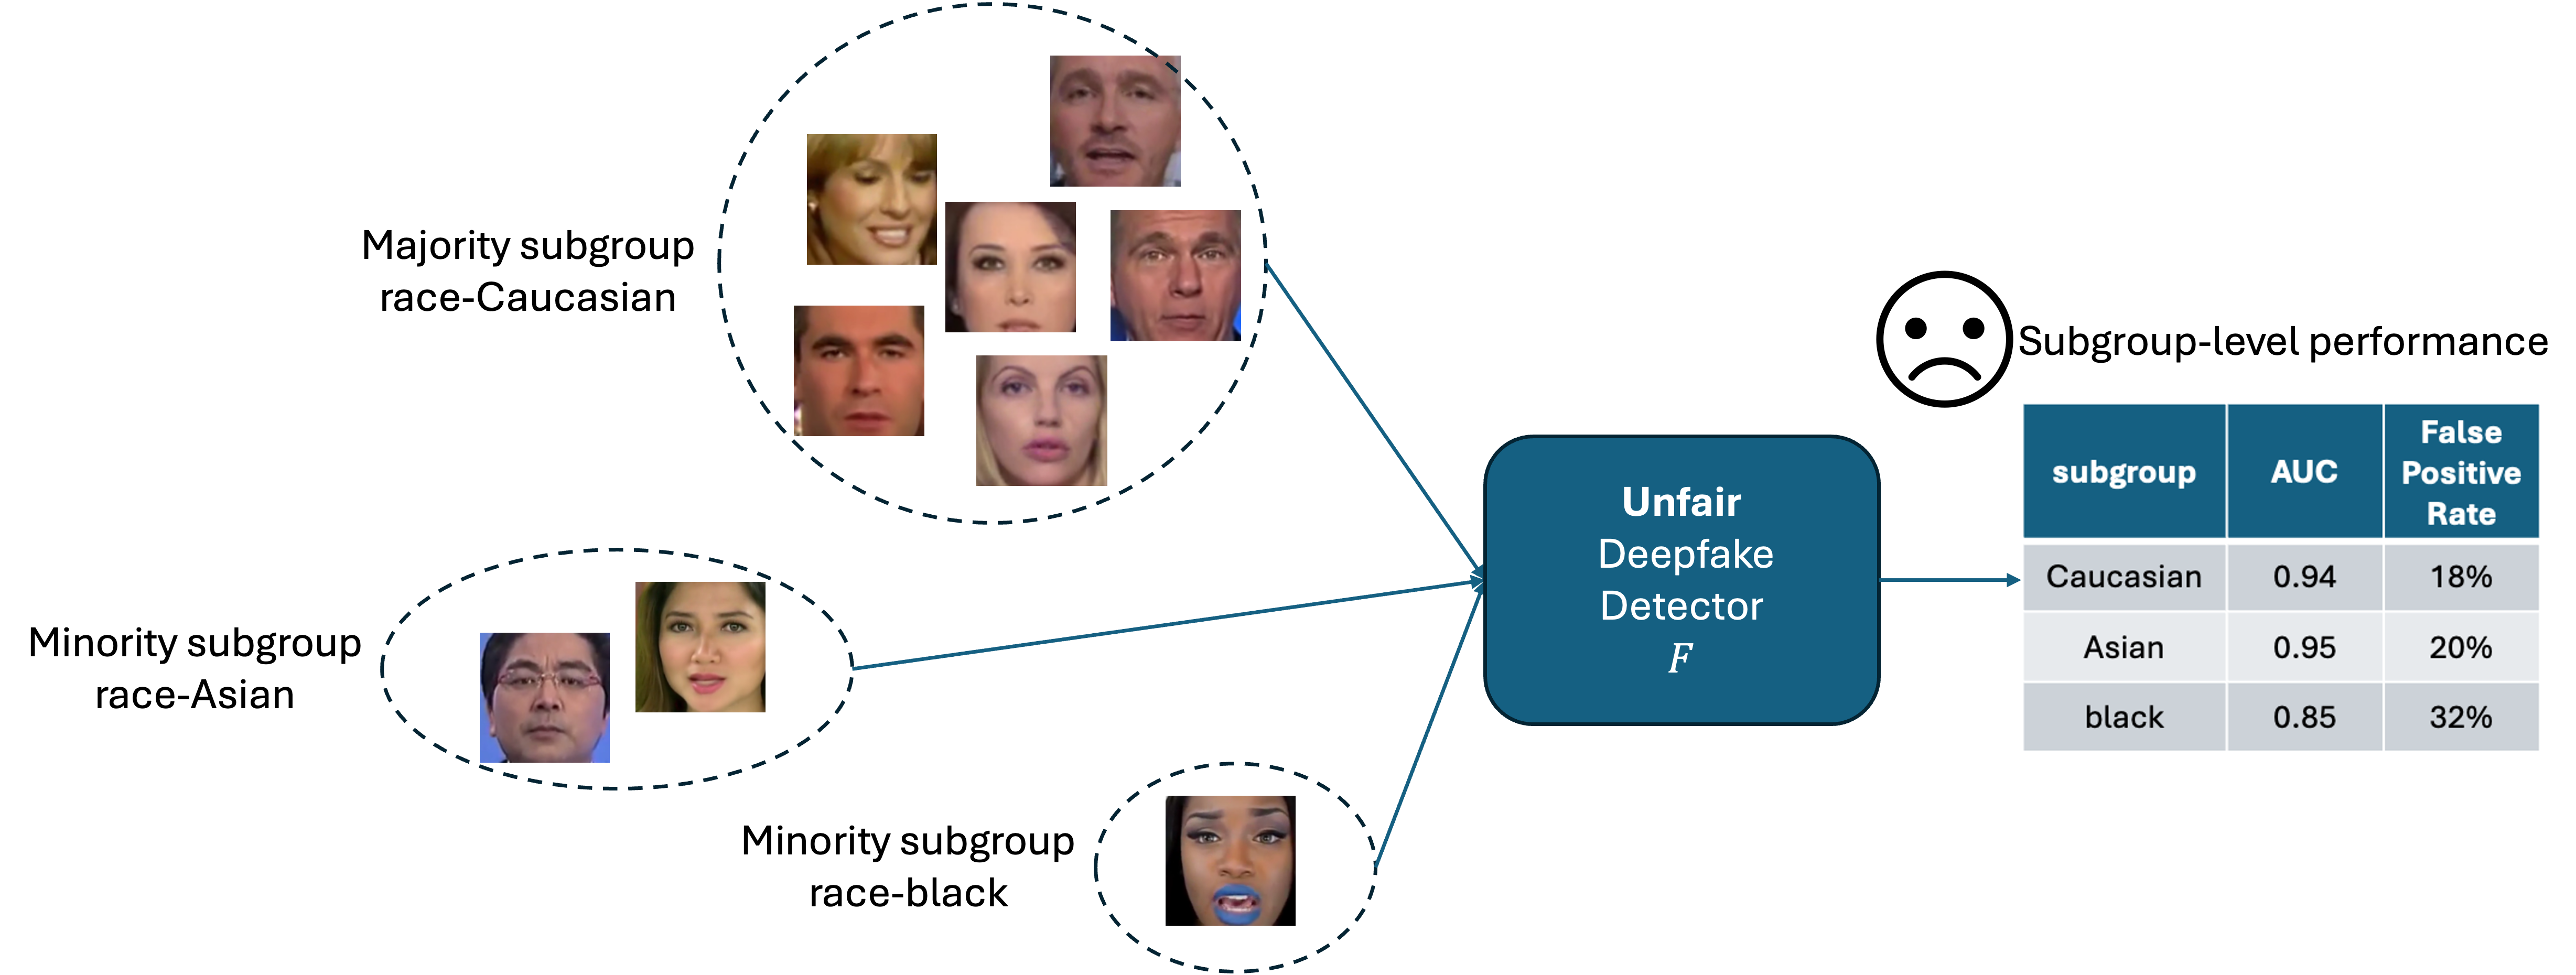 Majority subgroup
race-Caucasian
Minority subgroup
race-Asian
Minority subgroup
race-black
Unfair
Deepfake
Detector
F
Subgroup-level performance
subgroup AUC False Positive Rate
Caucasian 0.94 18%
Asian 0.95 20%
black 0.85 32%